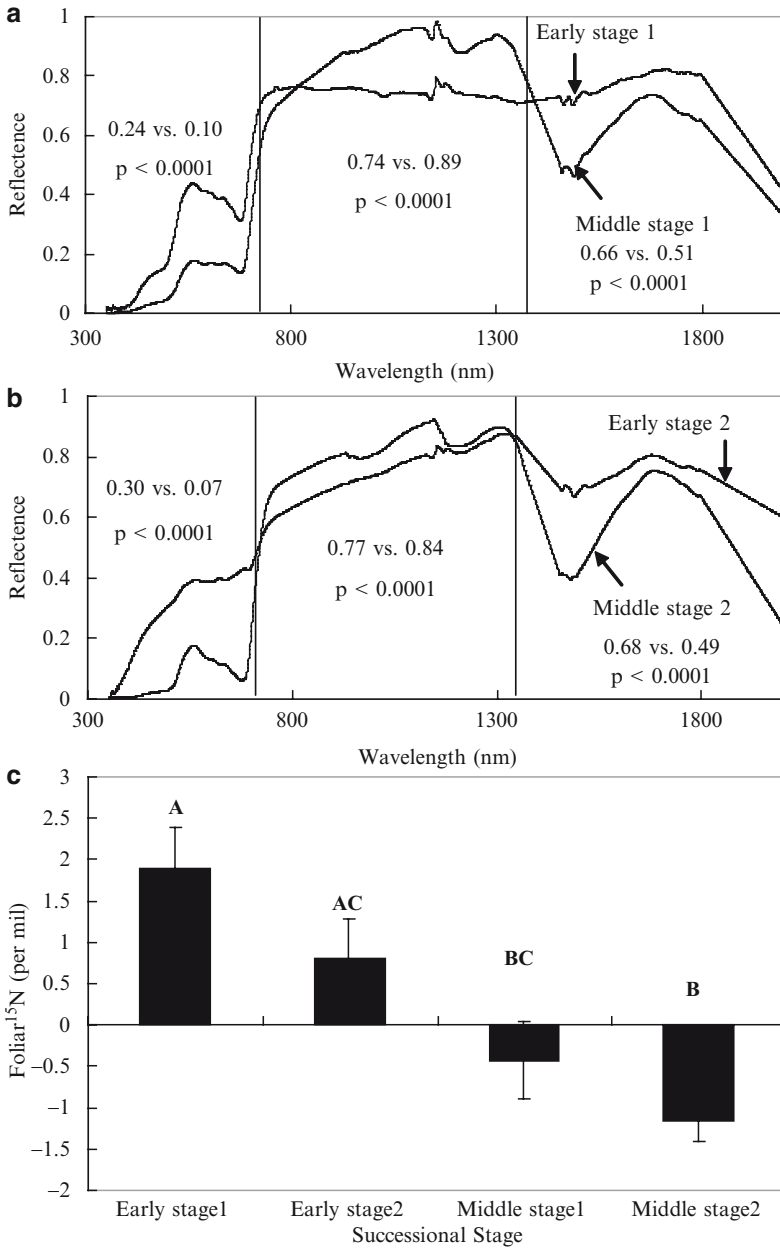 a
1
0.8
0.6
0.4
0.2
0
Reflectence
0.24 vs. 0.10
p < 0.0001
0.74 vs. 0.89
p < 0.0001
Early stage 1
Middle stage 1
0.66 vs. 0.51
p < 0.0001
300 800 1300 1800
Wavelength (nm)
b
1
0.8
0.6
0.4
0.2
0
Reflectence
0.30 vs. 0.07
p < 0.0001
0.77 vs. 0.84
p < 0.0001
Early stage 2
Middle stage 2
0.68 vs. 0.49
p < 0.0001
300 800 1300 1800
Wavelength (nm)
c
3
2.5
2
1.5
1
0.5
0
−0.5
−1
−1.5
−2
Foliar¹⁵N (per mil)
A
AC
BC
B
Early stage1 Early stage2 Middle stage1 Middle stage2
Successional Stage